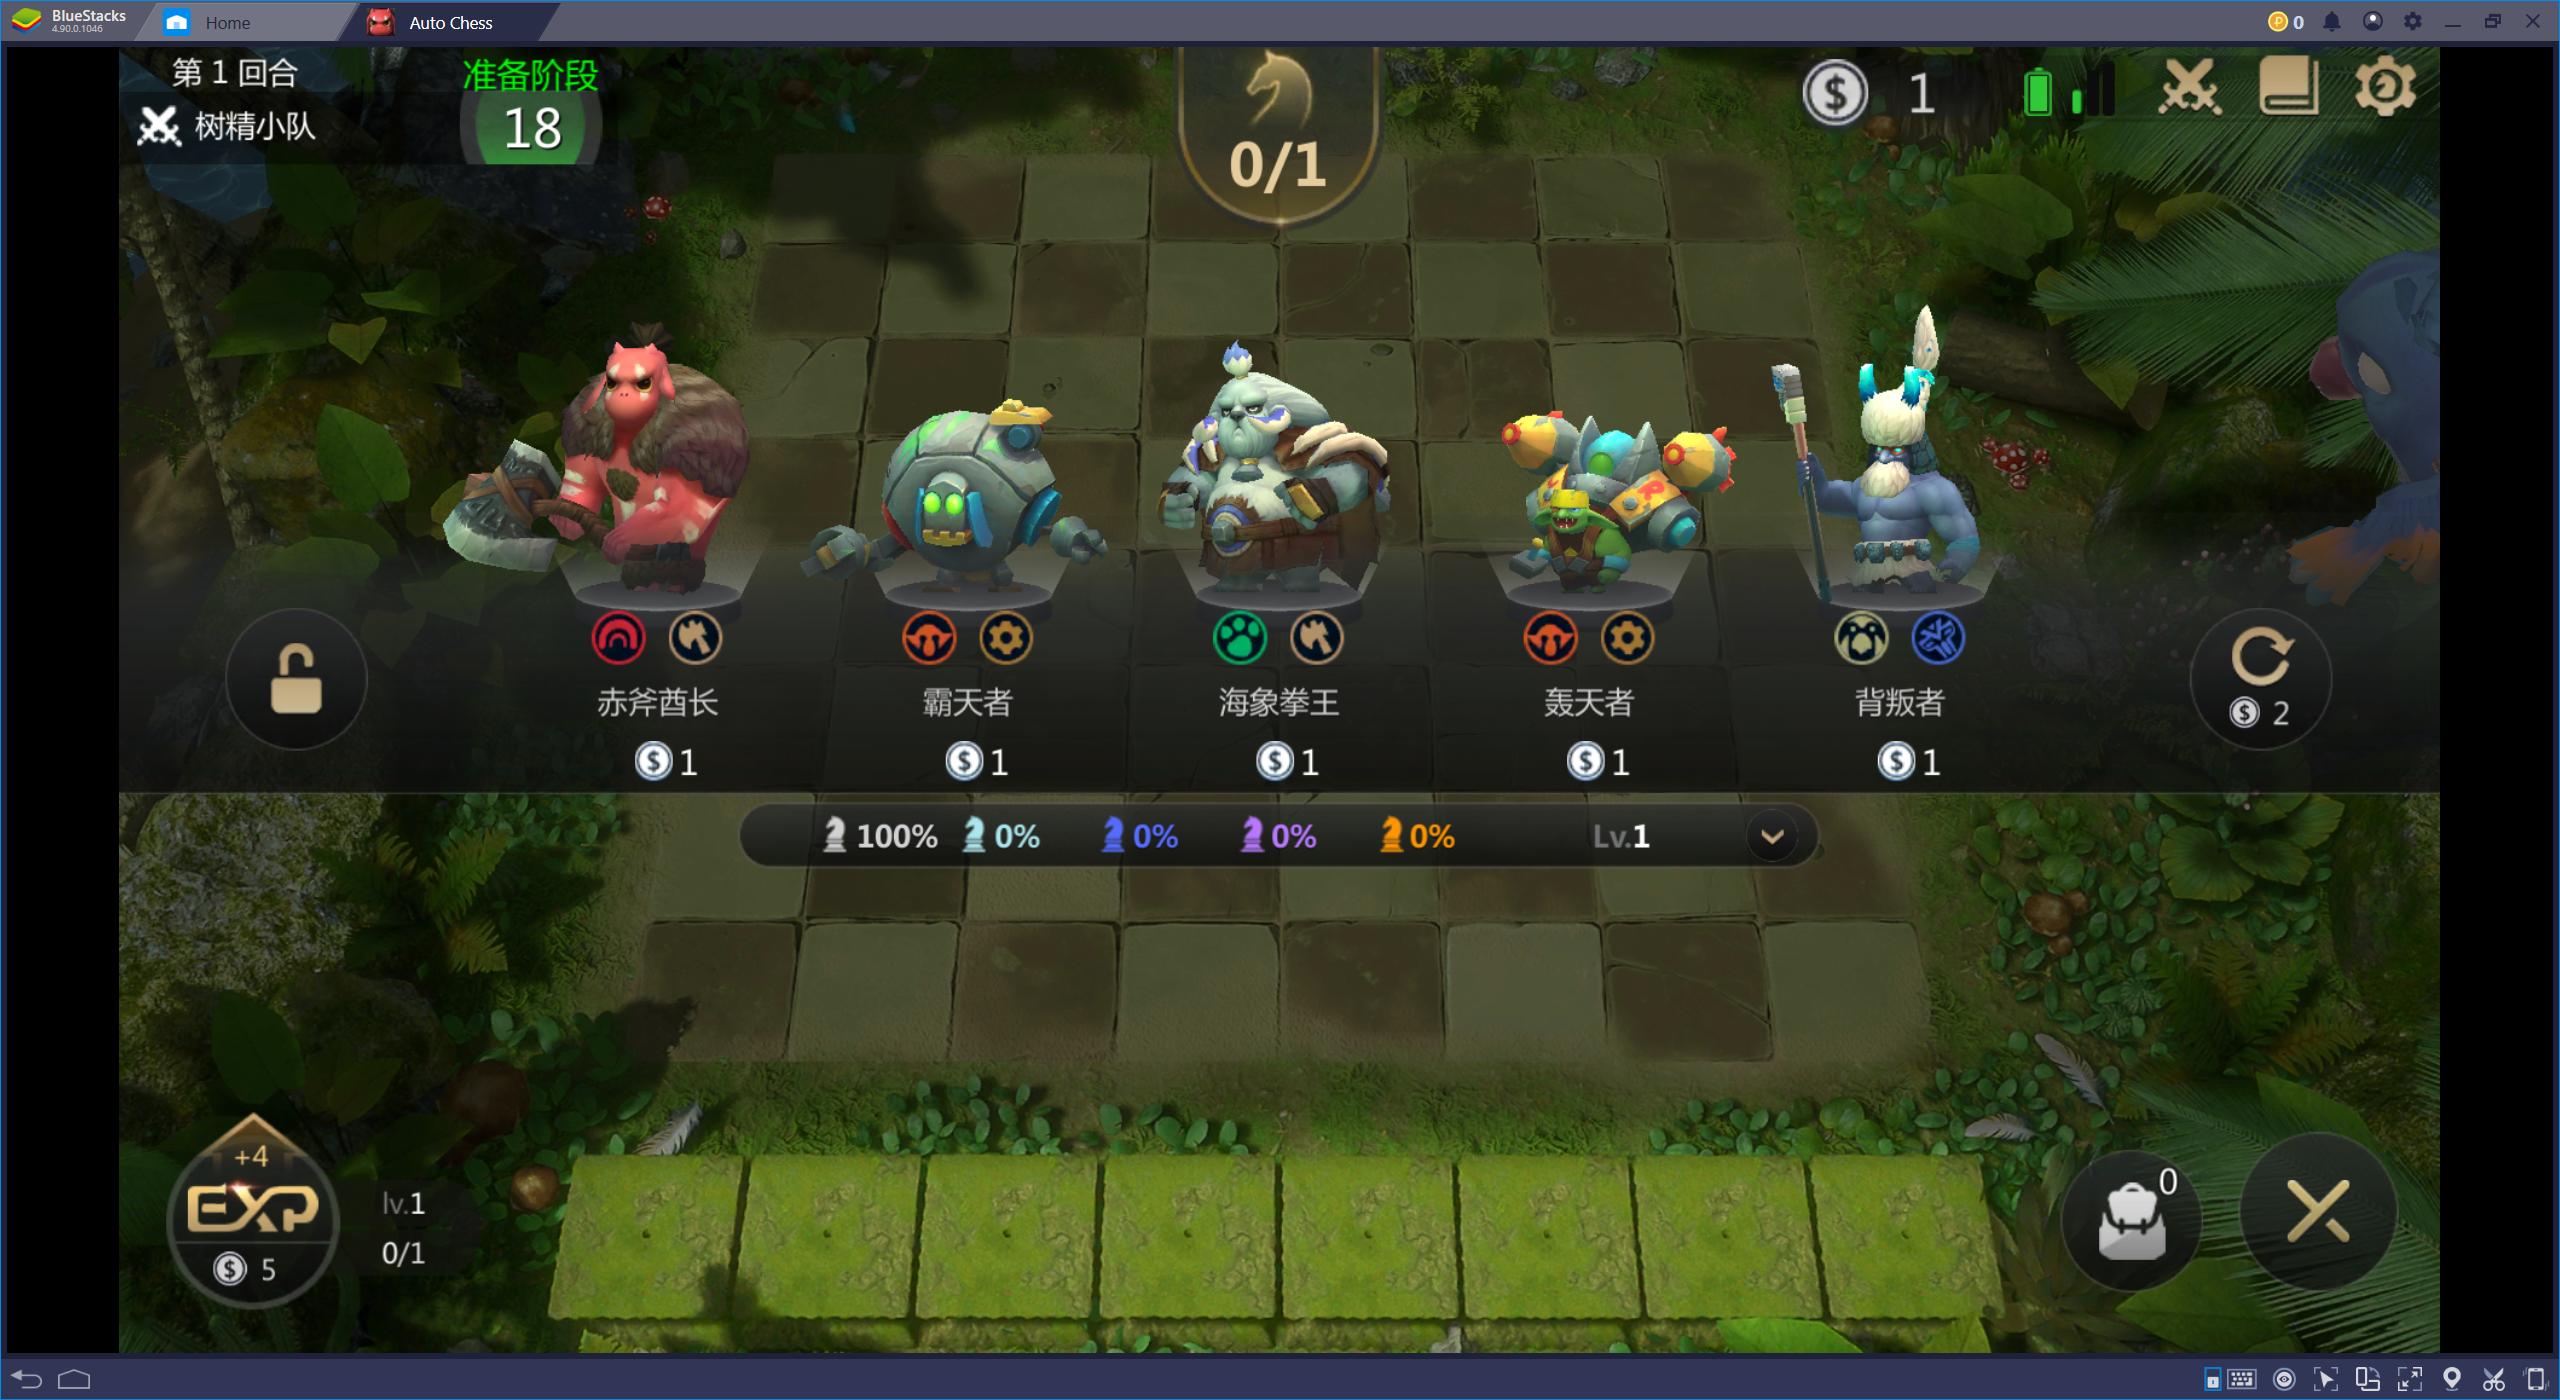 BlueStacks
4.90.0.1046
Home
Auto Chess
0
第1回合
准备阶段
树精小队
18
0/1
1
赤斧酋长
霸天者
海象拳王
轰天者
背叛者
$ 1
$ 1
$ 1
$ 1
$ 1
$ 2
100%
0%
0%
0%
0%
Lv.1
+4
EXP
$ 5
lv.1
0/1
0